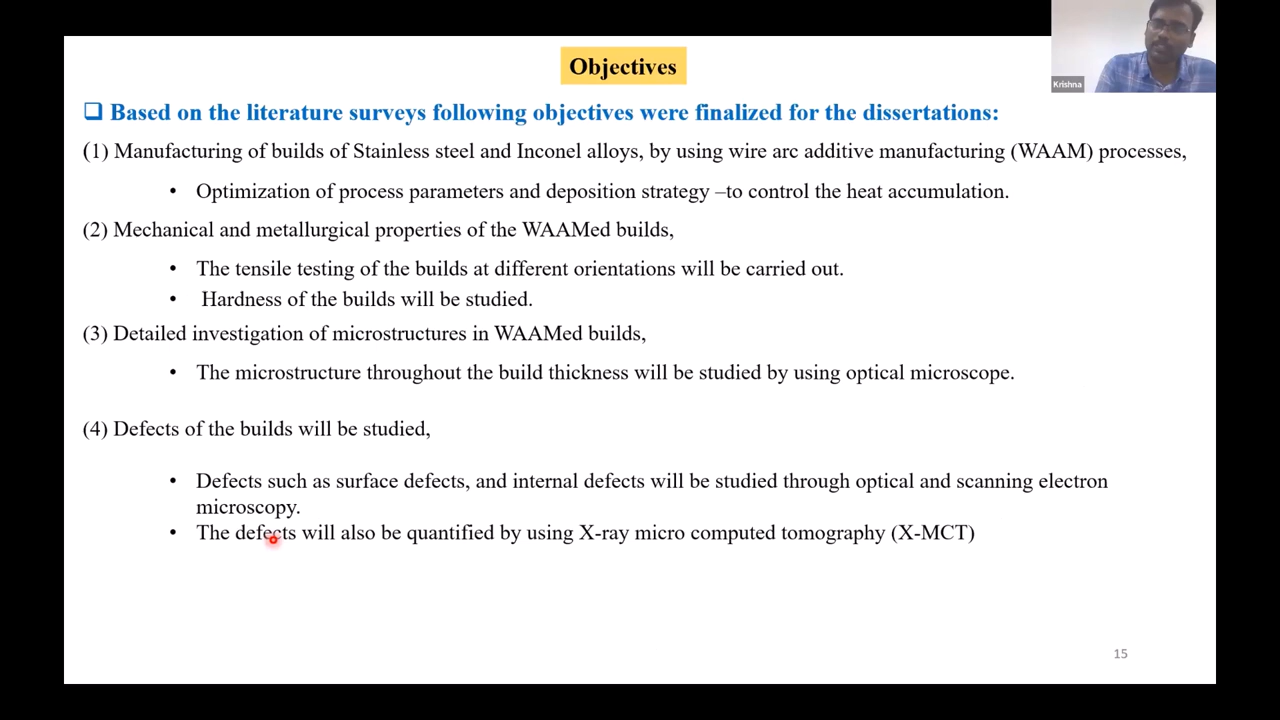 Objectives
Krishna
❑ Based on the literature surveys following objectives were finalized for the dissertations:
(1) Manufacturing of builds of Stainless steel and Inconel alloys, by using wire arc additive manufacturing (WAAM) processes,
• Optimization of process parameters and deposition strategy –to control the heat accumulation.
(2) Mechanical and metallurgical properties of the WAAMed builds,
• The tensile testing of the builds at different orientations will be carried out.
• Hardness of the builds will be studied.
(3) Detailed investigation of microstructures in WAAMed builds,
• The microstructure throughout the build thickness will be studied by using optical microscope.
(4) Defects of the builds will be studied,
• Defects such as surface defects, and internal defects will be studied through optical and scanning electron
microscopy.
• The defects will also be quantified by using X-ray micro computed tomography (X-MCT)
15